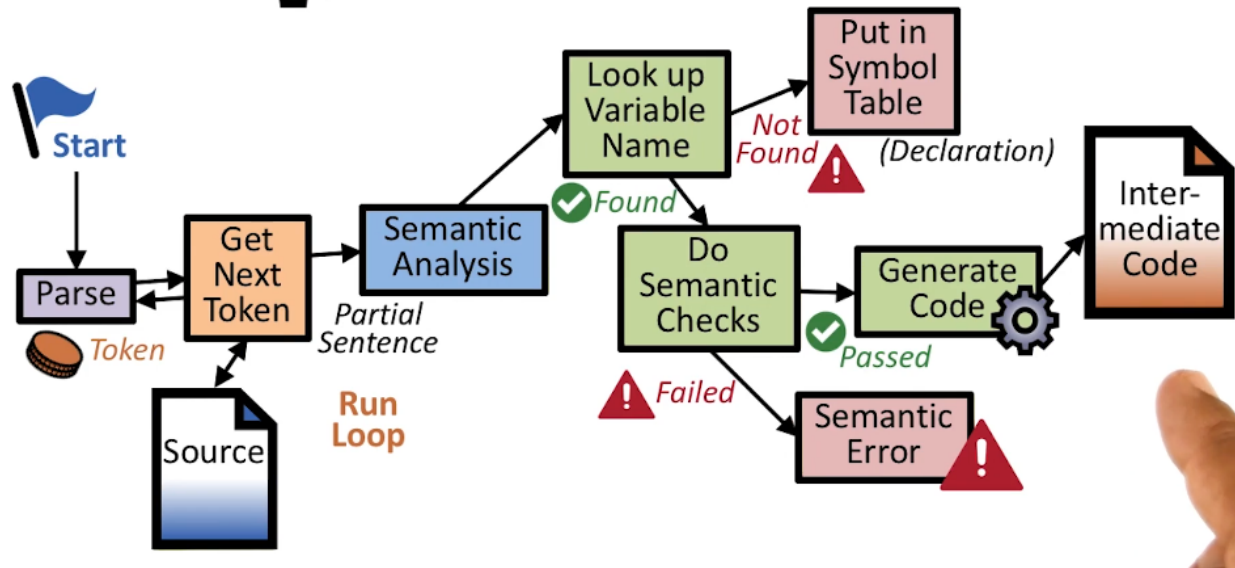 Start
Parse
Token
Get
Next
Token
Source
Partial
Sentence
Run
Loop
Semantic
Analysis
Look up
Variable
Name
Found
Not
Found
Put in
Symbol
Table
(Declaration)
Do
Semantic
Checks
Failed
Passed
Generate
Code
Semantic
Error
Inter-
mediate
Code